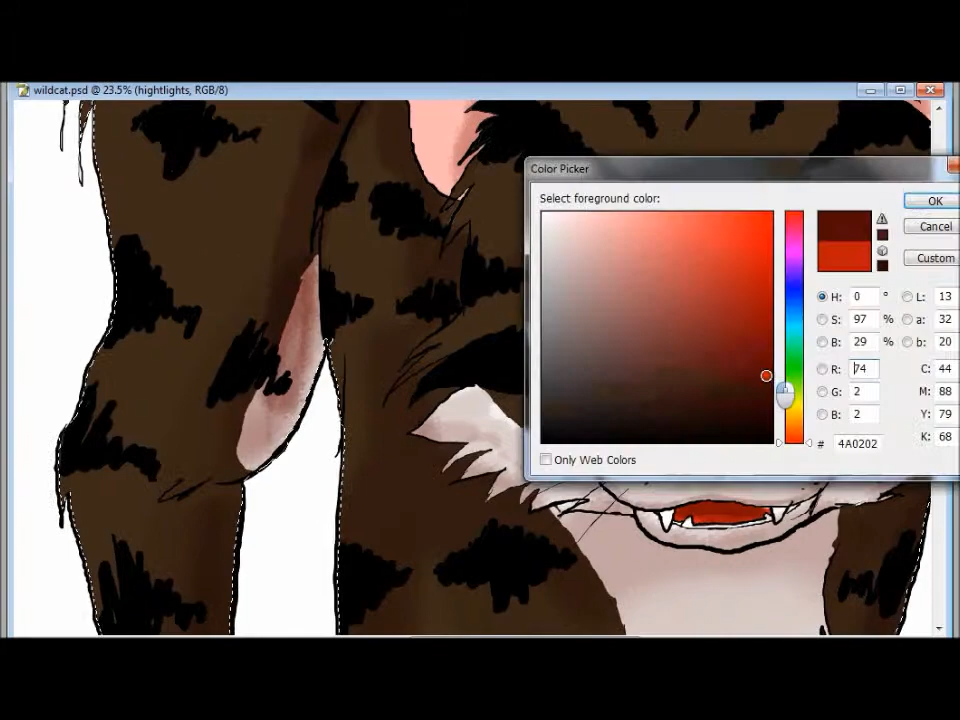 wildcat.psd @ 23.5% (hightlights, RGB/8)
Color Picker
Select foreground color:
OK
Cancel
Custom
H: 0 ° L: 13
S: 97 % a: 32
B: 29 % b: 20
R: 74 C: 44
G: 2 M: 88
B: 2 Y: 79
# 4A0202 K: 68
Only Web Colors